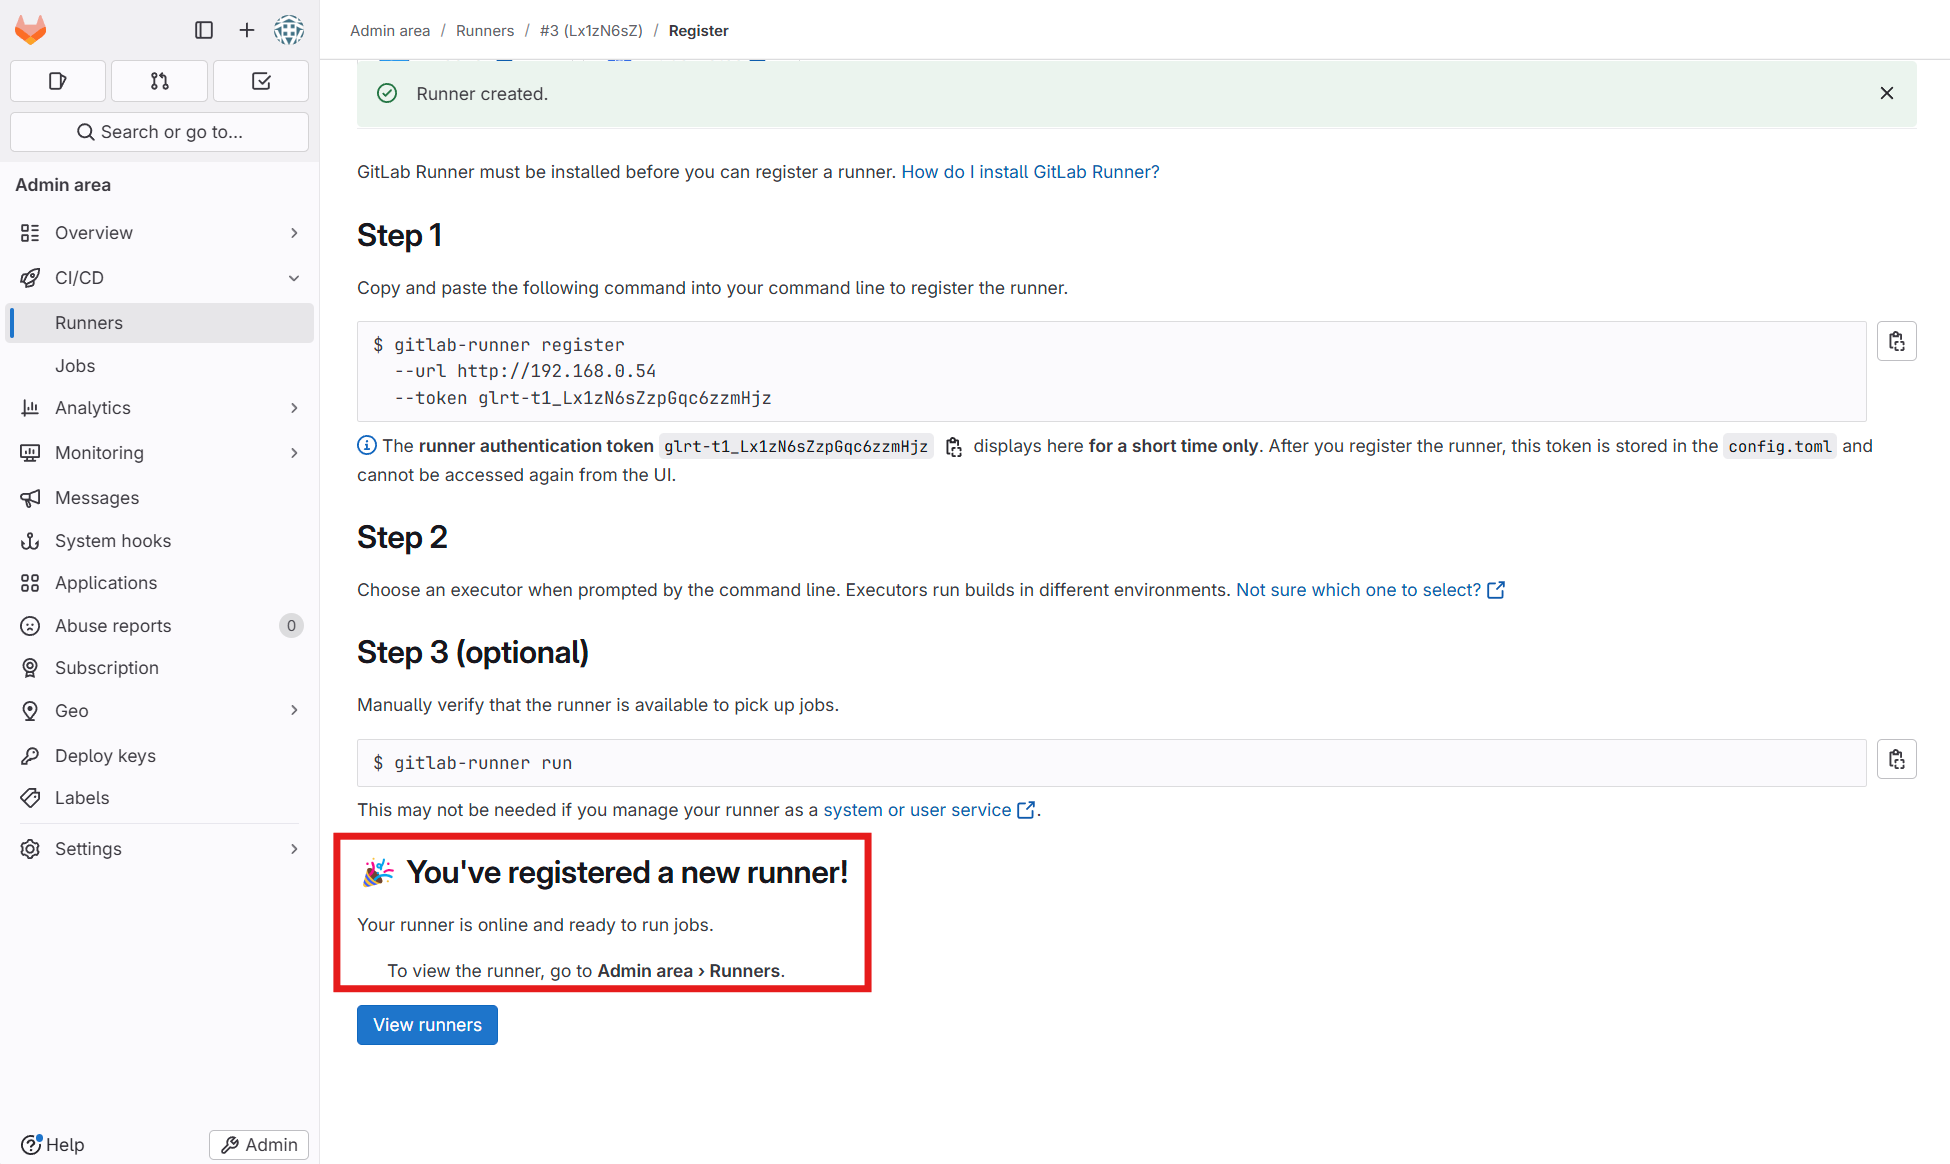 Admin area / Runners / #3 (Lx1zN6sZ) / Register
Search or go to...
Admin area
Overview
CI/CD
Runners
Jobs
Analytics
Monitoring
Messages
System hooks
Applications
Abuse reports 0
Subscription
Geo
Deploy keys
Labels
Settings
Help
Admin
Runner created.
GitLab Runner must be installed before you can register a runner. How do I install GitLab Runner?
Step 1
Copy and paste the following command into your command line to register the runner.
$ gitlab-runner register
--url http://192.168.0.54
--token glrt-t1_Lx1zN6sZzpGqc6zzmHjz
The runner authentication token glrt-t1_Lx1zN6sZzpGqc6zzmHjz displays here for a short time only. After you register the runner, this token is stored in the config.toml and
cannot be accessed again from the UI.
Step 2
Choose an executor when prompted by the command line. Executors run builds in different environments. Not sure which one to select?
Step 3 (optional)
Manually verify that the runner is available to pick up jobs.
$ gitlab-runner run
This may not be needed if you manage your runner as a system or user service.
You've registered a new runner!
Your runner is online and ready to run jobs.
To view the runner, go to Admin area › Runners.
View runners